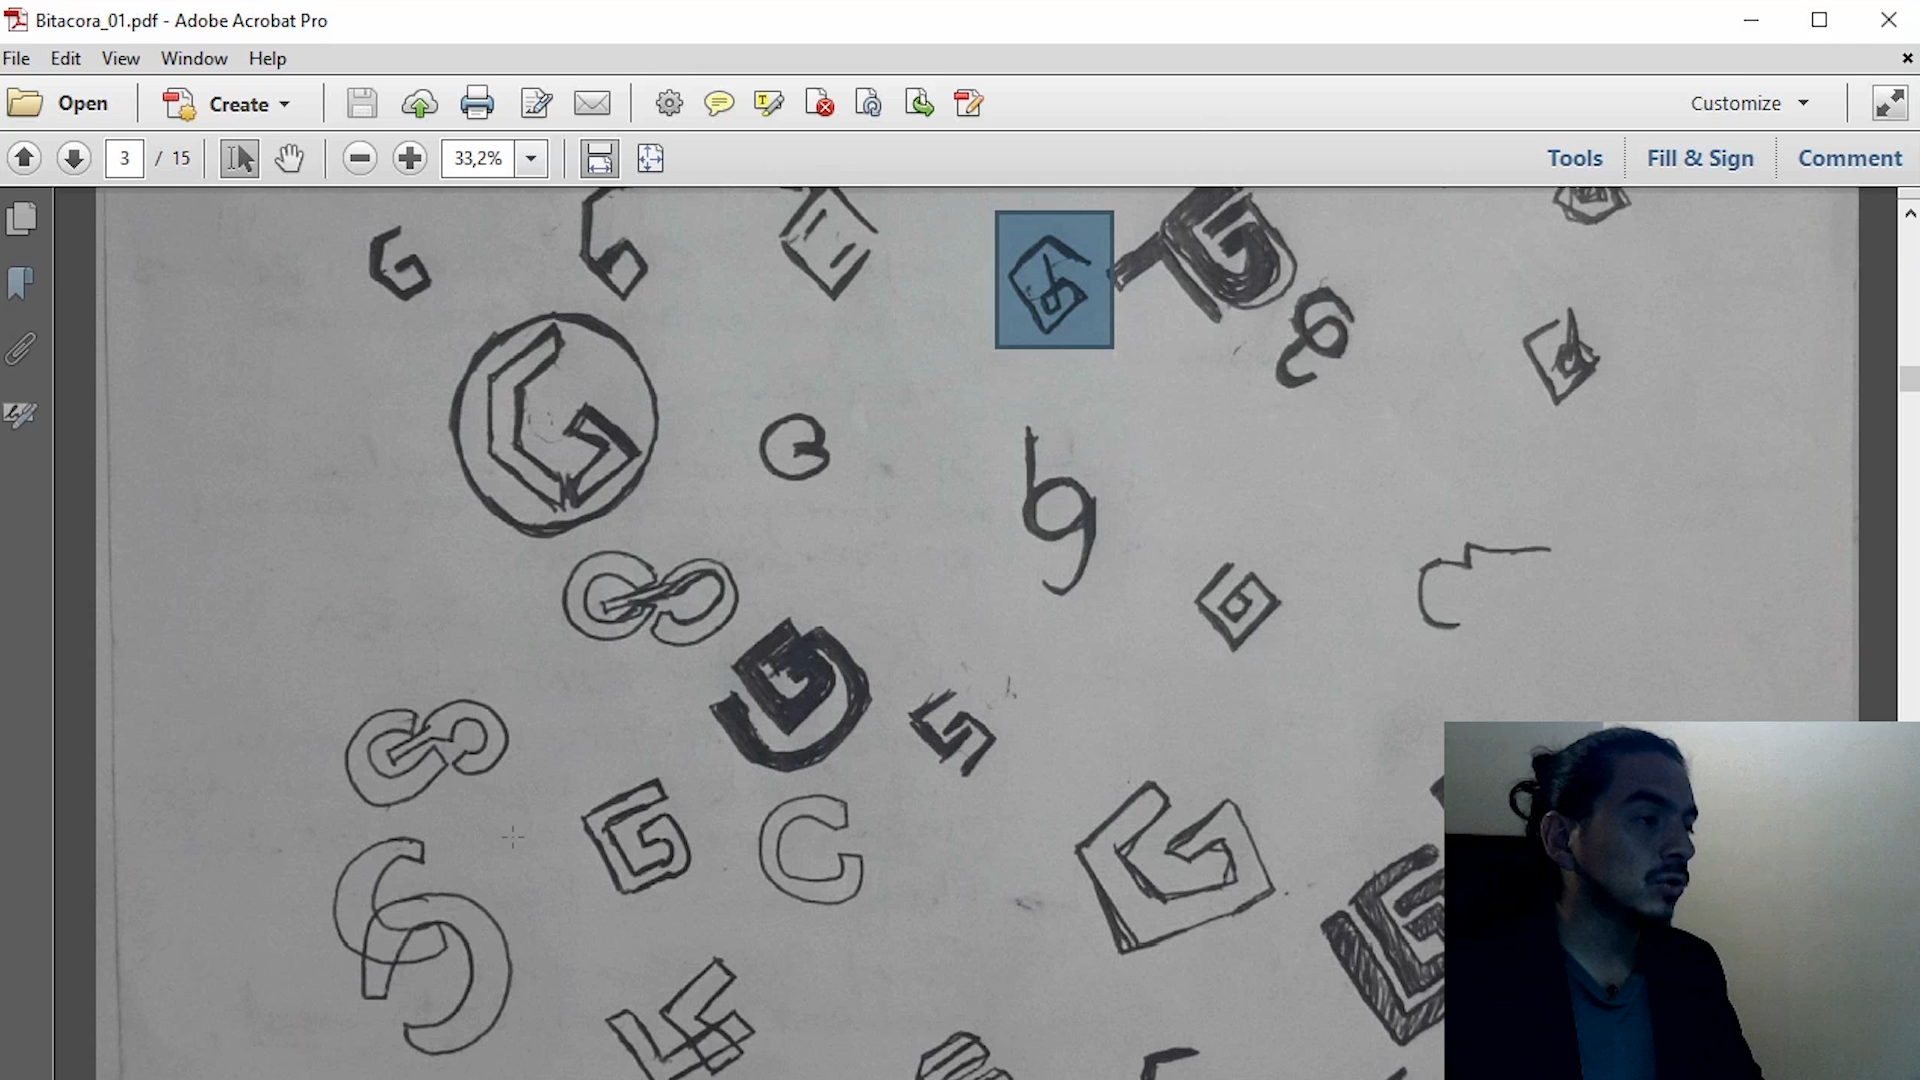 Bitacora_01.pdf - Adobe Acrobat Pro
File Edit View Window Help
Open Create Customize
3 / 15 33,2% Tools Fill & Sign Comment
G
G
C